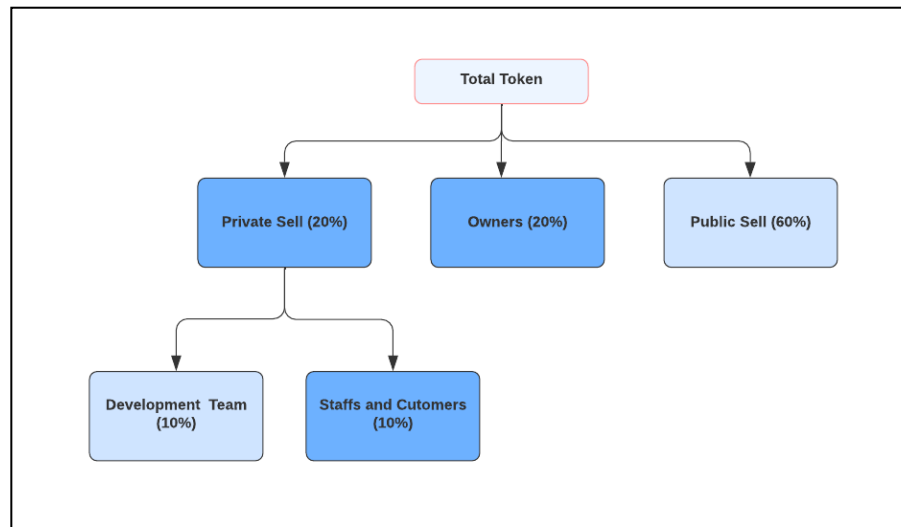 Total Token
Private Sell (20%)
Owners (20%)
Public Sell (60%)
Development Team
(10%)
Staffs and Cutomers
(10%)